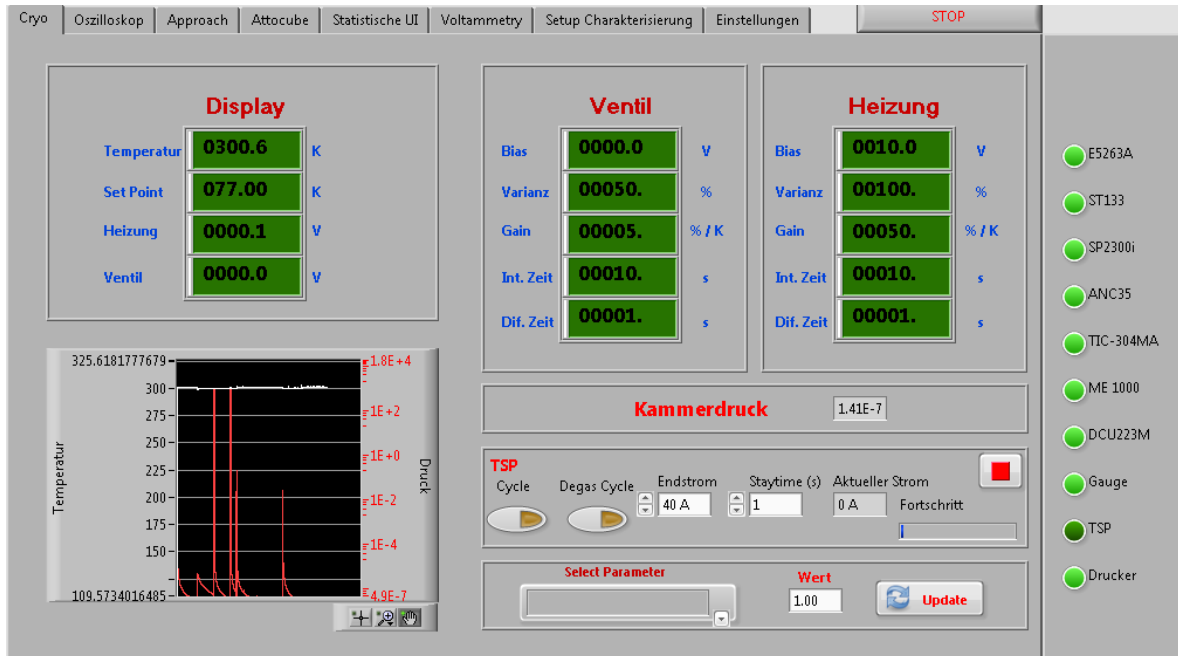 Cryo Oszilloskop Approach Attocube Statistische UI Voltammetry Setup Charakterisierung Einstellungen STOP
Display
Temperatur 0300.6 K
Set Point 077.00 K
Heizung 0000.1 V
Ventil 0000.0 V
Ventil
Bias 0000.0 V
Varianz 00050. %
Gain 00005. % / K
Int. Zeit 00010. s
Dif. Zeit 00001. s
Heizung
Bias 0010.0 V
Varianz 00100. %
Gain 00050. % / K
Int. Zeit 00010. s
Dif. Zeit 00001. s
325.6181777679
300
275
250
225
200
175
150
109.5734016485
Temperatur
1.8E+4
1E+2
1E+0
1E-2
1E-4
4.9E-7
Druck
Kammerdruck 1.41E-7
TSP
Cycle Degas Cycle Endstrom Staytime (s) Aktueller Strom
40 A 1 0 A Fortschritt
Select Parameter Wert
1.00 Update
E5263A
ST133
SP2300i
ANC35
TIC-304MA
ME 1000
DCU223M
Gauge
TSP
Drucker